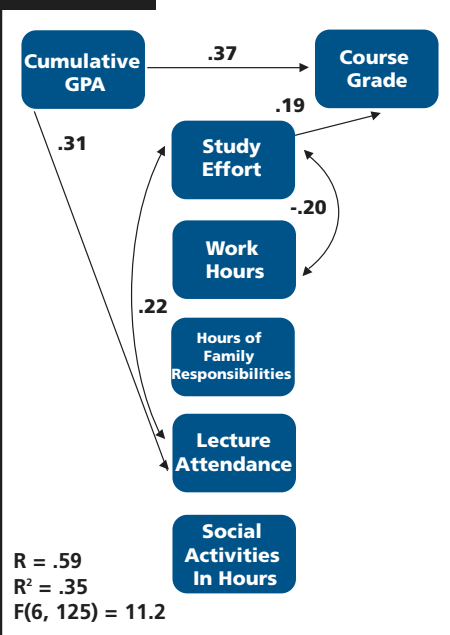 Cumulative
GPA
.37
Course
Grade
.19
.31
Study
Effort
-.20
Work
Hours
.22
Hours of
Family
Responsibilities
Lecture
Attendance
Social
Activities
In Hours
R = .59
R² = .35
F(6, 125) = 11.2